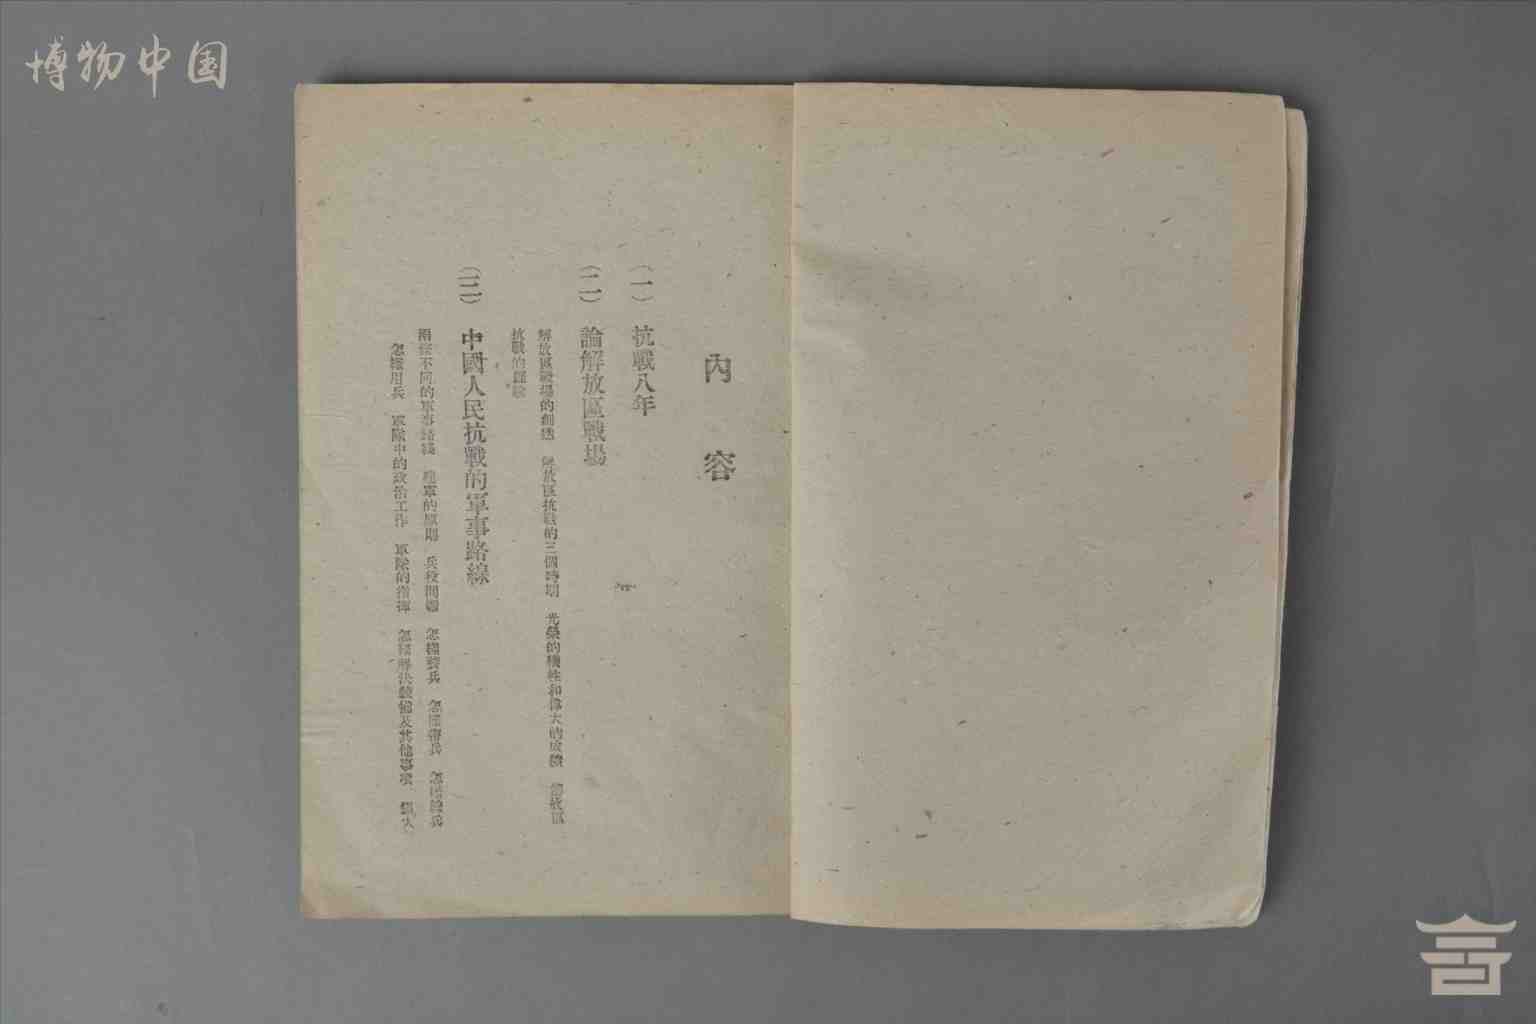 博物中国
內容
（一）抗戰八年
（二）論解放區戰場
解放區戰場的創造 解放區抗戰的三個時期 光榮的犧牲和偉大的成績 解放區
抗戰的經驗
（三）中國人民抗戰的軍事路線
兩條不同的軍事路綫 建軍的原則 兵役問題 怎樣養兵 怎樣帶兵 怎樣練兵
怎樣用兵 軍隊中的政治工作 軍隊的指揮 怎樣解決裝備及其他事項